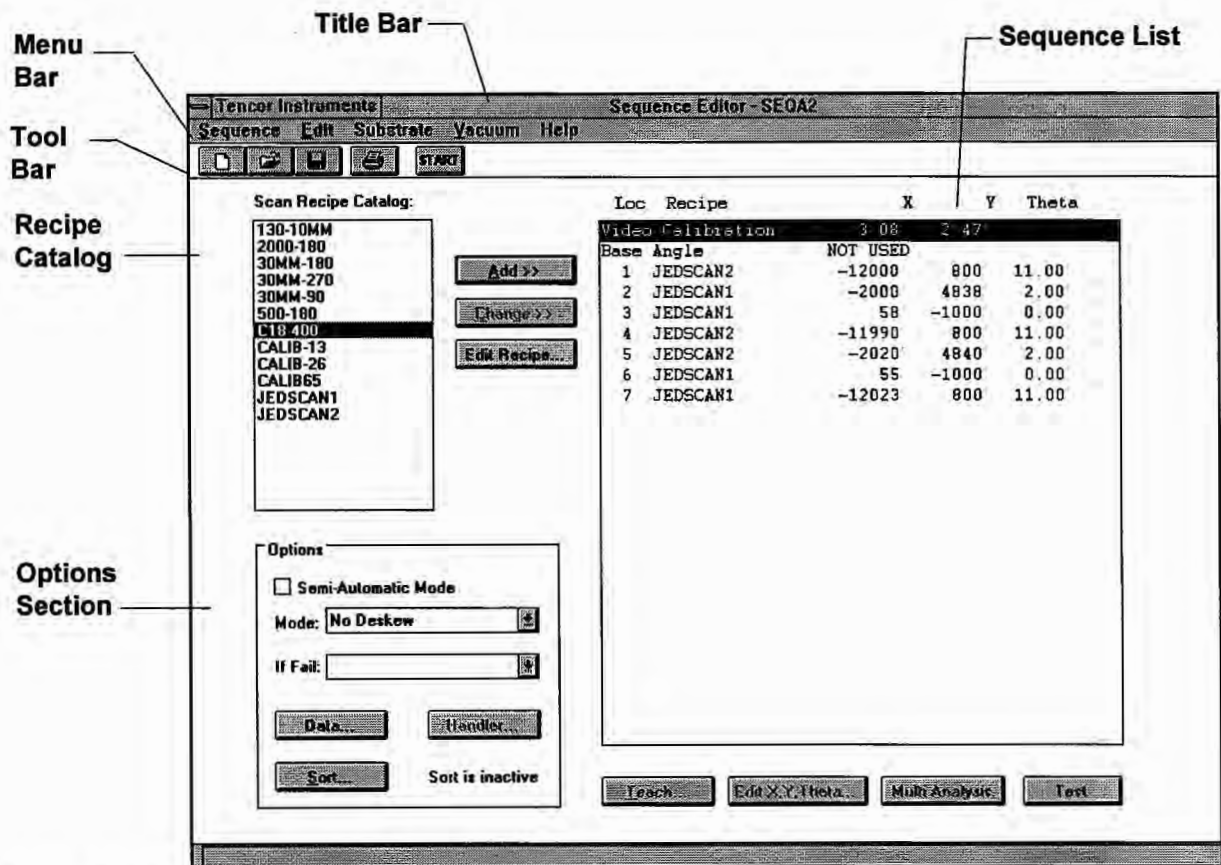 Title Bar
Menu
Bar
Sequence List
Tool
Bar
Recipe
Catalog
Options
Section
Tencor Instruments Sequence Editor - SEQA2
Sequence Edit Substrate Vacuum Help
START
Scan Recipe Catalog:
130-10MM
2000-180
30MM-180
30MM-270
30MM-90
500-180
C18-400
CALIB-13
CALIB-26
CALIB65
JEDSCAN1
JEDSCAN2
Add >>
Change >>
Edit Recipe...
Loc Recipe X Y Theta
Video Calibration 3.08 2.47
Base Angle NOT USED
1 JEDSCAN2 -12000 800 11.00
2 JEDSCAN1 -2000 4838 2.00
3 JEDSCAN1 58 -1000 0.00
4 JEDSCAN2 -11990 800 11.00
5 JEDSCAN2 -2020 4840 2.00
6 JEDSCAN1 55 -1000 0.00
7 JEDSCAN1 -12023 800 11.00
Options
Semi-Automatic Mode
Mode: No Deskew
If Fail:
Data...
Handler...
Sort...
Sort is inactive
Teach...
Edit X,Y,Theta...
Multi Analysis
Test